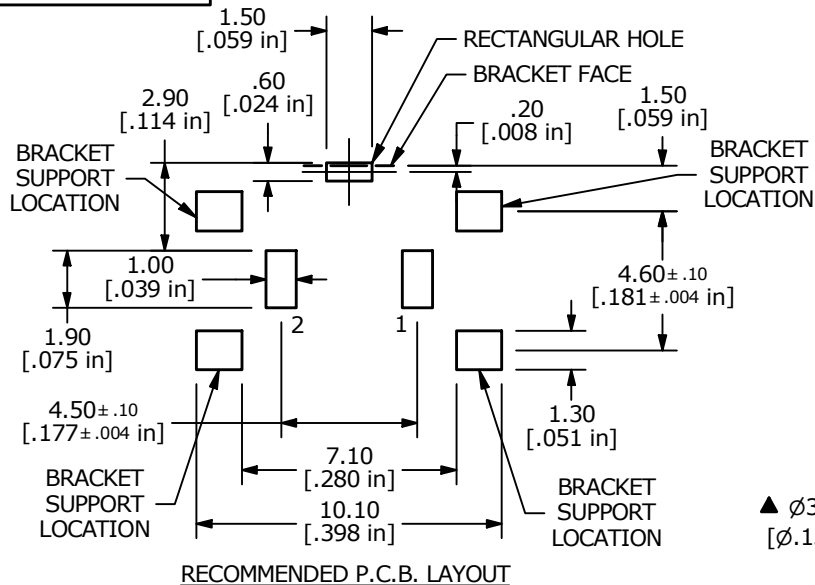 1.50
[.059 in]
RECTANGULAR HOLE
BRACKET FACE
.60
[.024 in]
2.90
[.114 in]
.20
[.008 in]
1.50
[.059 in]
BRACKET
SUPPORT
LOCATION
BRACKET
SUPPORT
LOCATION
1.00
[.039 in]
4.60±.10
[.181±.004 in]
2
1
1.90
[.075 in]
4.50±.10
[.177±.004 in]
1.30
[.051 in]
7.10
[.280 in]
BRACKET
SUPPORT
LOCATION
10.10
[.398 in]
BRACKET
SUPPORT
LOCATION
▲ Ø3
[Ø.1
RECOMMENDED P.C.B. LAYOUT